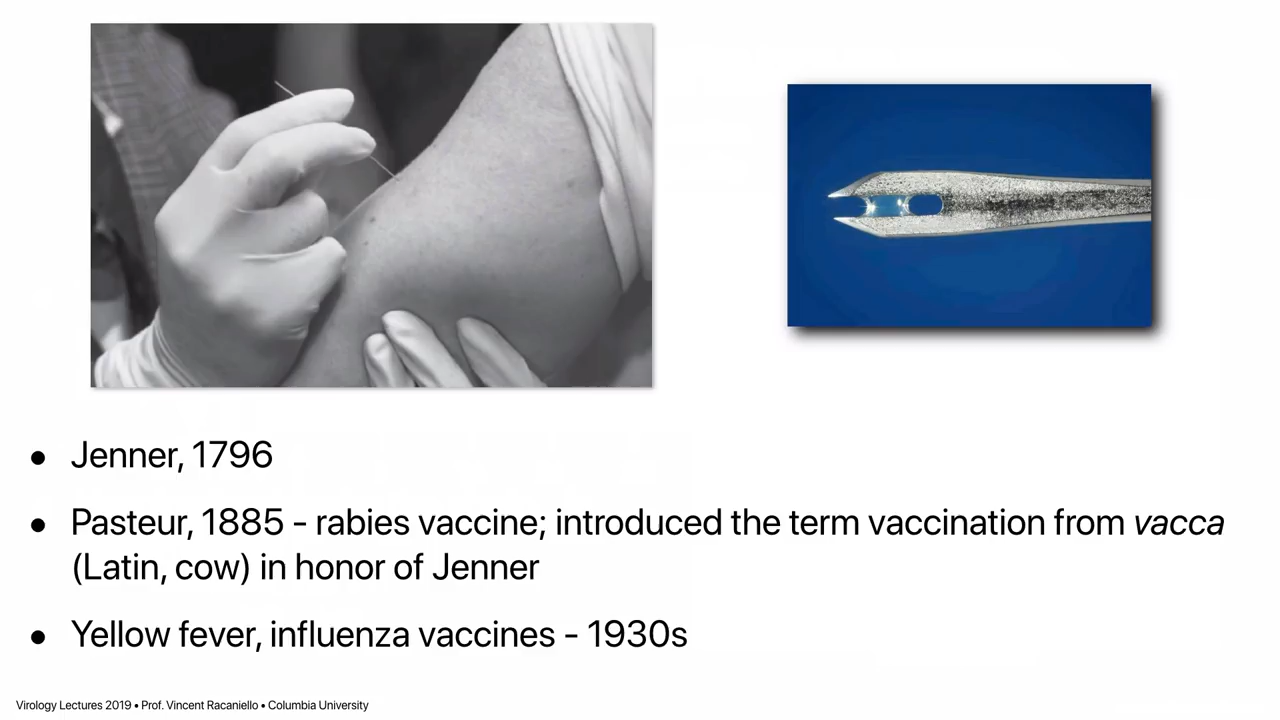 • Jenner, 1796
• Pasteur, 1885 - rabies vaccine; introduced the term vaccination from vacca
(Latin, cow) in honor of Jenner
• Yellow fever, influenza vaccines - 1930s
Virology Lectures 2019 • Prof. Vincent Racaniello • Columbia University